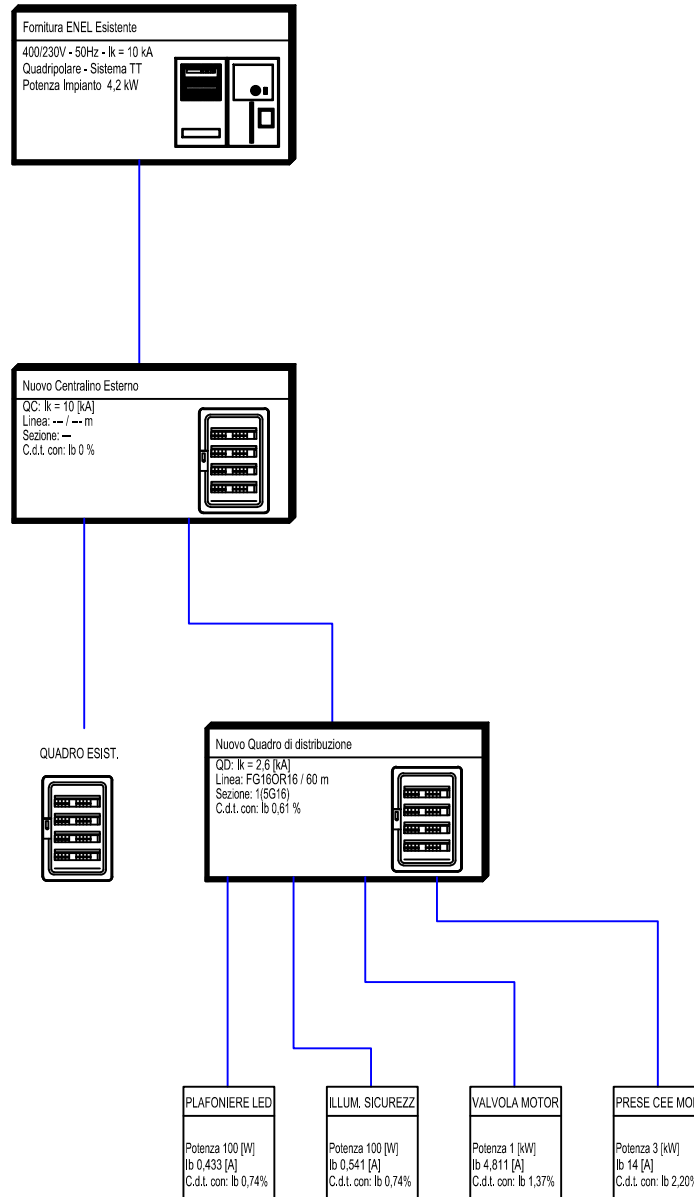 Fornitura ENEL Esistente
400/230V - 50Hz - Ik = 10 kA
Quadripolare - Sistema TT
Potenza Impianto 4,2 kW
Nuovo Centralino Esterno
QC: Ik = 10 [kA]
Linea: --- / --- m
Sezione: ---
C.d.t. con: Ib 0 %
QUADRO ESIST.
Nuovo Quadro di distribuzione
QD: Ik = 2,6 [kA]
Linea: FG16OR16 / 60 m
Sezione: 1(5G16)
C.d.t. con: Ib 0,61 %
PLAFONIERE LED
Potenza 100 [W]
Ib 0,433 [A]
C.d.t. con: Ib 0,74%
ILLUM. SICUREZZ
Potenza 100 [W]
Ib 0,541 [A]
C.d.t. con: Ib 0,74%
VALVOLA MOTOR
Potenza 1 [kW]
Ib 4,811 [A]
C.d.t. con: Ib 1,37%
PRESE CEE MO
Potenza 3 [kW]
Ib 14 [A]
C.d.t. con: Ib 2,20%